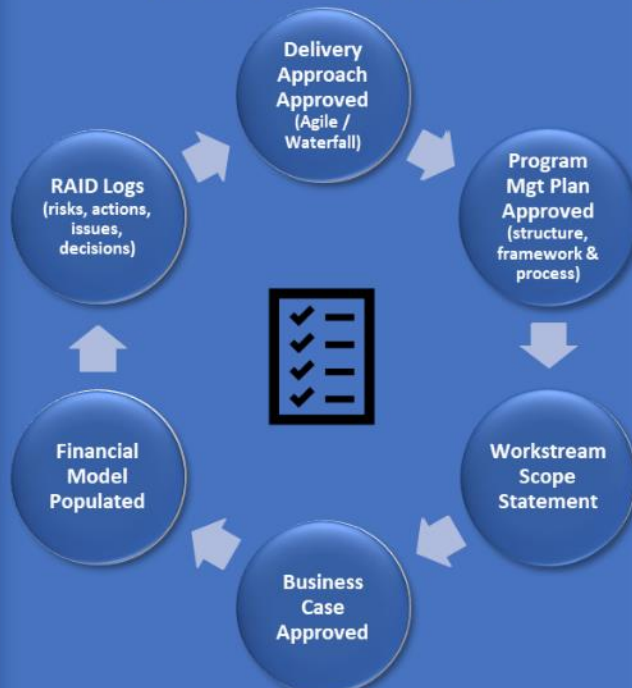 Delivery
Approach
Approved
(Agile /
Waterfall)
Program
Mgt Plan
Approved
(structure,
framework &
process)
Workstream
Scope
Statement
Business
Case
Approved
Financial
Model
Populated
RAID Logs
(risks, actions,
issues,
decisions)